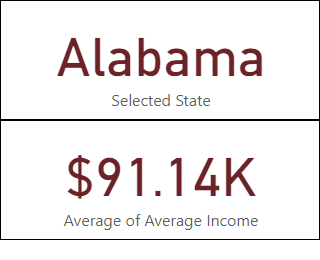 Alabama
Selected State
$91.14K
Average of Average Income